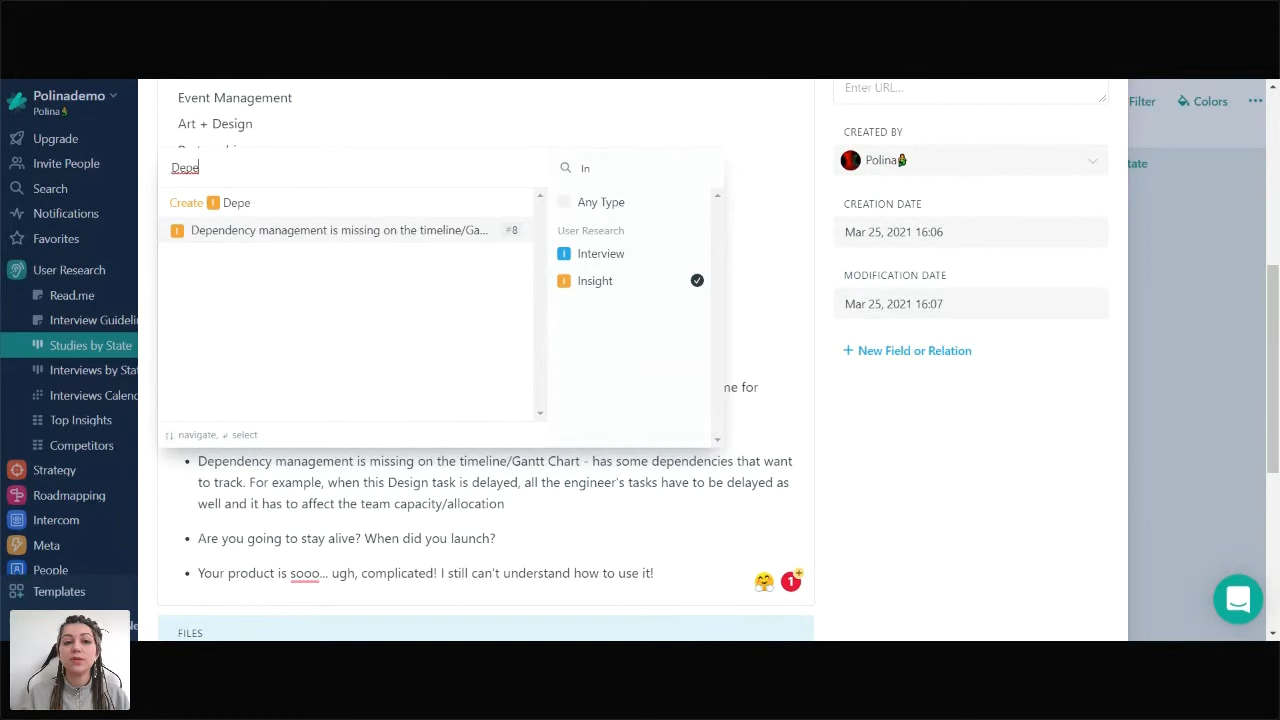 Polinademo
Polina
Upgrade
Invite People
Search
Notifications
Favorites
User Research
Read.me
Interview Guidelin
Studies by State
Interviews by Sta
Interviews Calend
Top Insights
Competitors
Strategy
Roadmapping
Intercom
Meta
People
Templates
Event Management
Art + Design
Depe
Create I Depe
I Dependency management is missing on the timeline/Ga... #8
navigate, select
In
Any Type
User Research
I Interview
I Insight
me for
• Dependency management is missing on the timeline/Gantt Chart - has some dependencies that want
to track. For example, when this Design task is delayed, all the engineer's tasks have to be delayed as
well and it has to affect the team capacity/allocation
• Are you going to stay alive? When did you launch?
• Your product is sooo... ugh, complicated! I still can't understand how to use it!
1
FILES
Enter URL...
CREATED BY
Polina
CREATION DATE
Mar 25, 2021 16:06
MODIFICATION DATE
Mar 25, 2021 16:07
+ New Field or Relation
Filter
Colors
tate